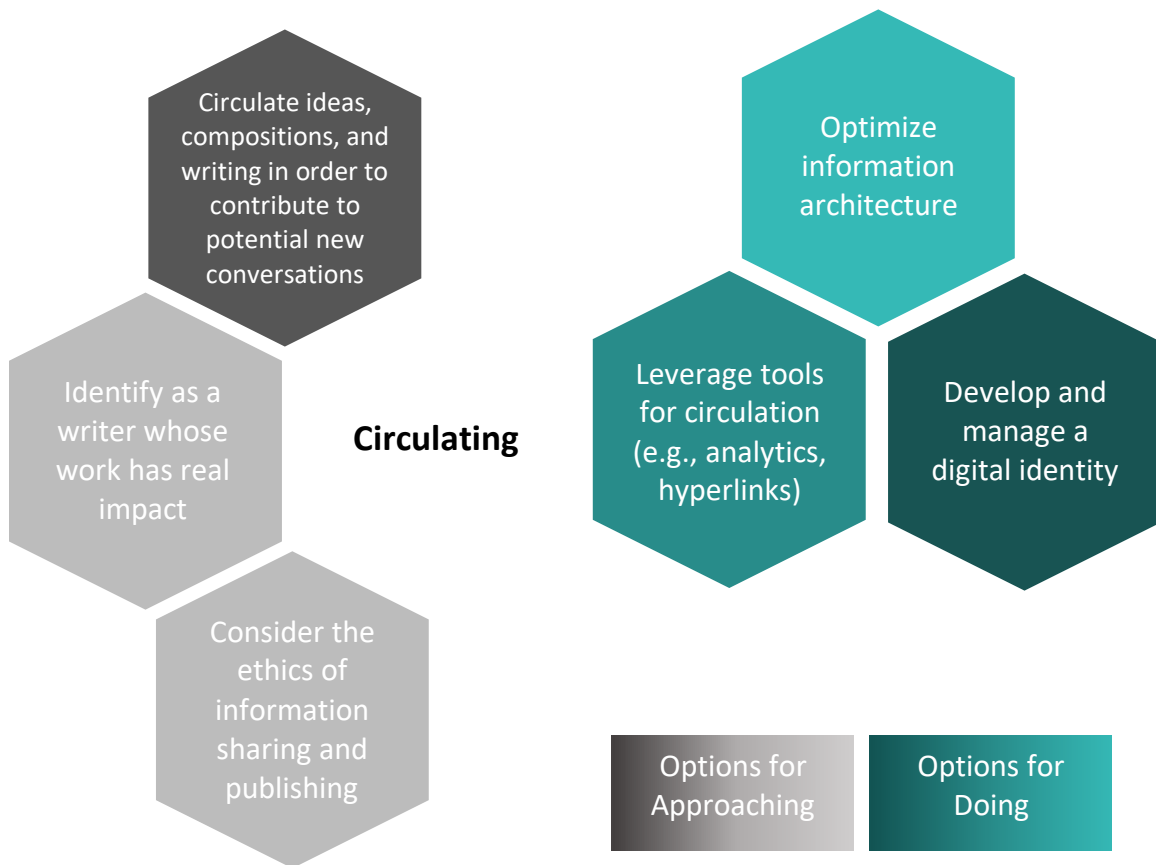 Circulate ideas,
compositions, and
writing in order to
contribute to
potential new
conversations
Identify as a
writer whose
work has real
impact
Consider the
ethics of
information
sharing and
publishing
Circulating
Optimize
information
architecture
Leverage tools
for circulation
(e.g., analytics,
hyperlinks)
Develop and
manage a
digital identity
Options for
Approaching
Options for
Doing